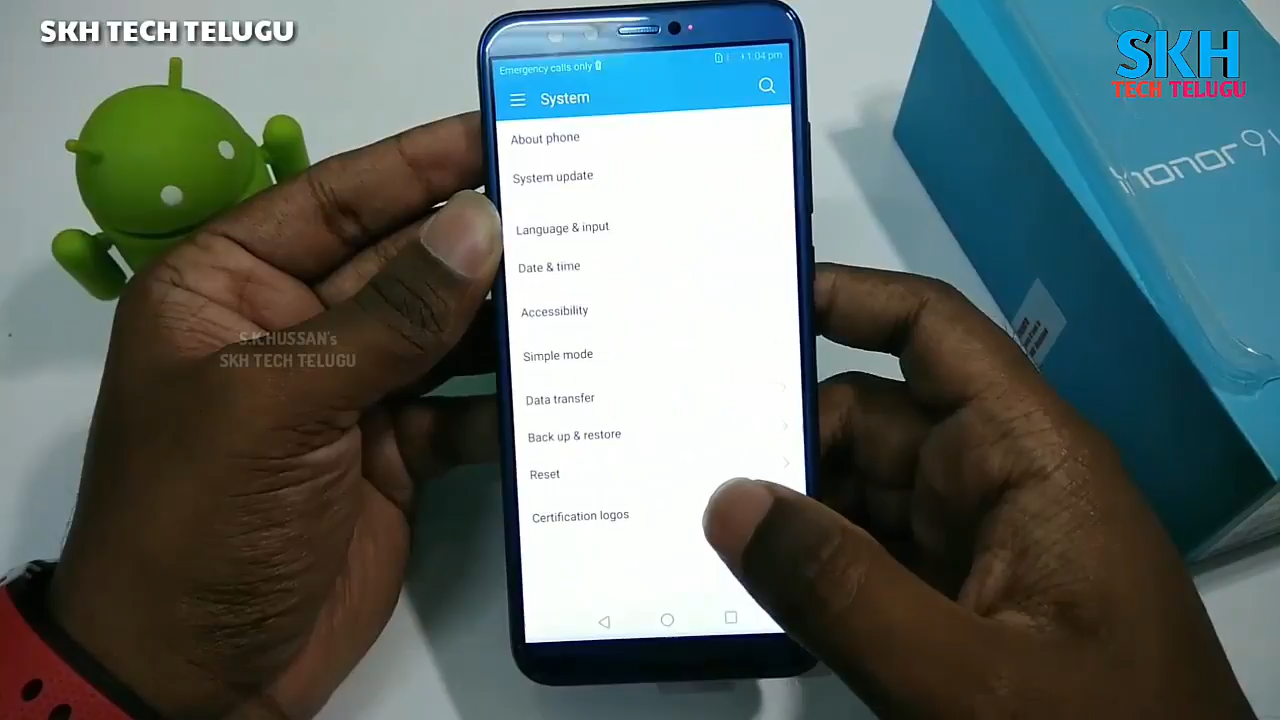 SKH TECH TELUGU
SKH
TECH TELUGU
Emergency calls only
1:04 pm
System
About phone
System update
Language & input
Date & time
Accessibility
Simple mode
Data transfer
Back up & restore
Reset
Certification logos
honor 9
S.K.HUSSAN's
SKH TECH TELUGU